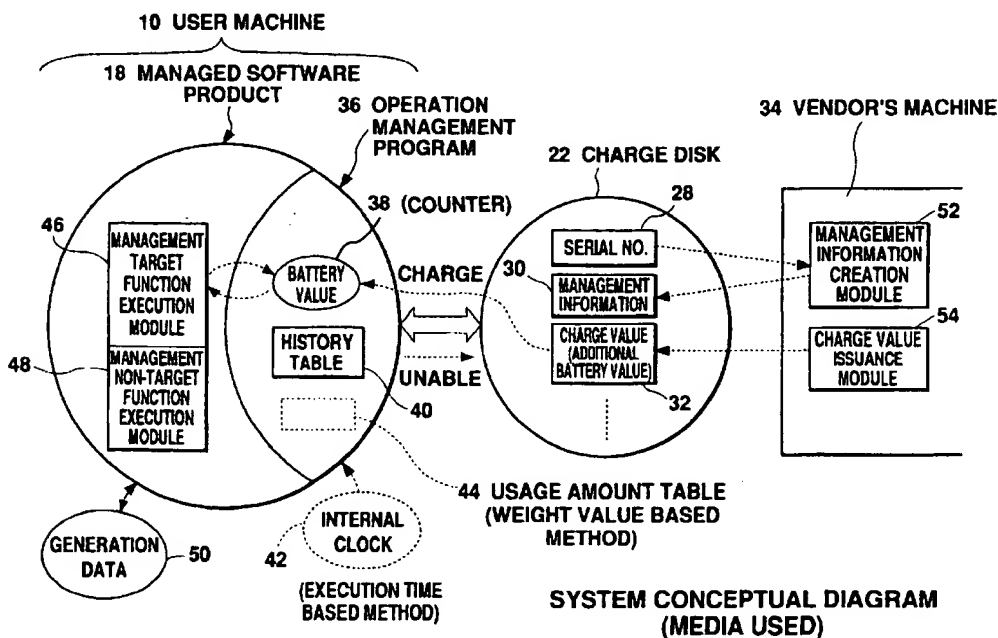 10 USER MACHINE
18 MANAGED SOFTWARE
PRODUCT
36 OPERATION
MANAGEMENT
PROGRAM
34 VENDOR'S MACHINE
22 CHARGE DISK
38 (COUNTER)
28
52
46
MANAGEMENT
TARGET
FUNCTION
EXECUTION
MODULE
BATTERY
VALUE
CHARGE
SERIAL NO.
30
MANAGEMENT
INFORMATION
MANAGEMENT
INFORMATION
CREATION
MODULE
54
48
MANAGEMENT
NON-TARGET
FUNCTION
EXECUTION
MODULE
HISTORY
TABLE
40
UNABLE
CHARGE VALUE
(ADDITIONAL
BATTERY VALUE)
32
CHARGE VALUE
ISSUANCE
MODULE
44 USAGE AMOUNT TABLE
(WEIGHT VALUE BASED
METHOD)
GENERATION
DATA
50
42
INTERNAL
CLOCK
(EXECUTION TIME
BASED METHOD)
SYSTEM CONCEPTUAL DIAGRAM
(MEDIA USED)